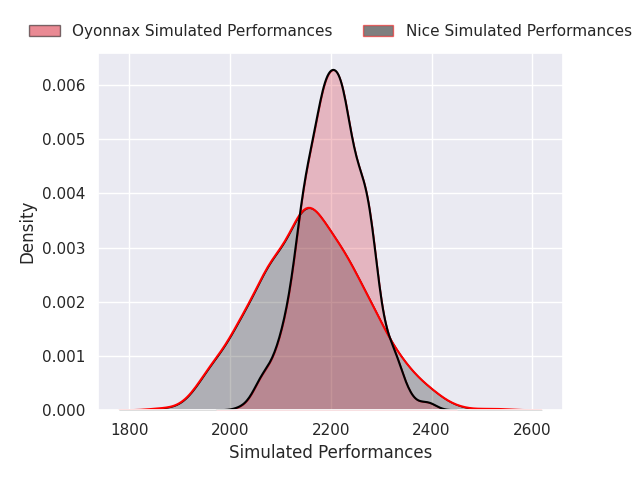 Oyonnax Simulated Performances Nice Simulated Performances
0.006
0.005
0.004
0.003
0.002
0.001
0.000
Density
1800 2000 2200 2400 2600
Simulated Performances